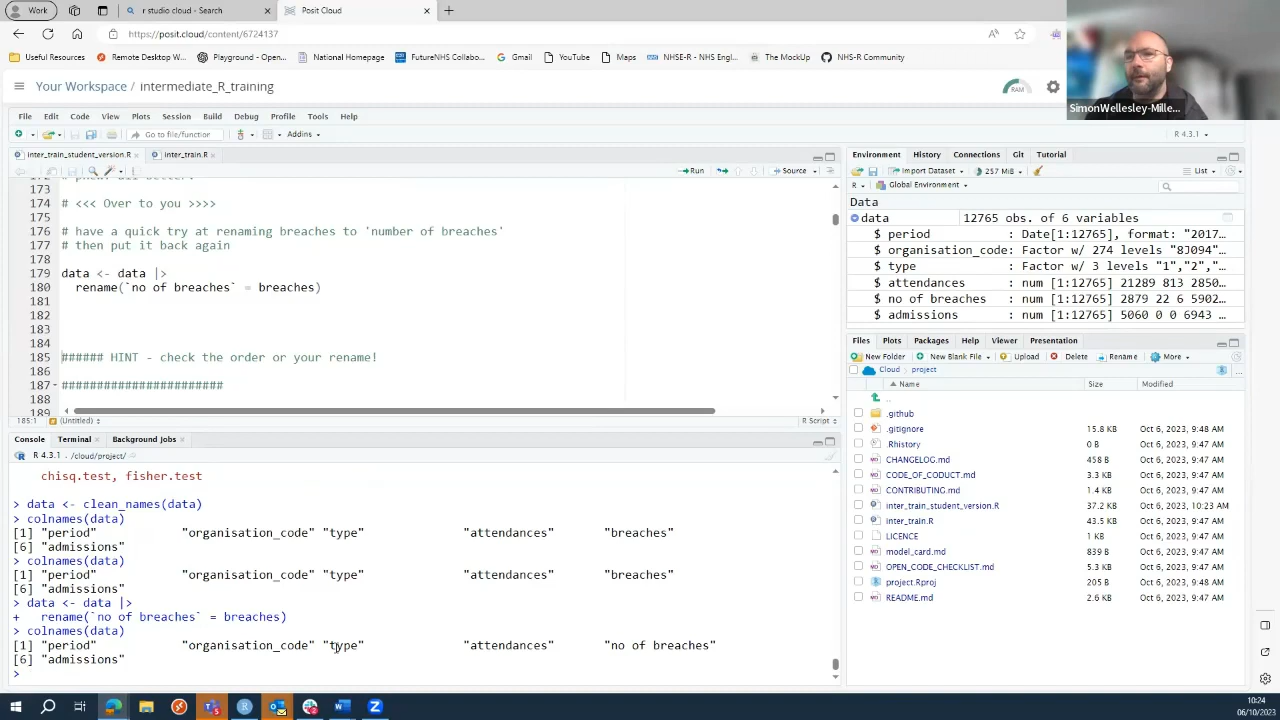 Work
r studio cloud - Search
Posit Cloud
https://posit.cloud/content/6724137
Useful Resources
Remote Desktop W...
Playground - Open...
National Homepage
FutureNHS Collabo...
Gmail
YouTube
Maps
NHSE-R - NHS Engl...
The MockUp
NHS-R Community
SimonWellesley-Mille...
Your Workspace / intermediate_R_training
RAM
File Edit Code View Plots Session Build Debug Profile Tools Help
Go to file/function
Addins
R 4.3.1
inter_train_student_version.R
inter_train.R
Run
Source
173
174 # <<< Over to you >>>>
175
176 # have a quick try at renaming breaches to 'number of breaches'
177 # then put it back again
178
179 data <- data |>
180 rename(`no of breaches` = breaches)
181
182
183
184
185 ###### HINT - check the order or your rename!
186
187 #######################
188
189
185:1 (Untitled)
R Script
Environment History Connections Git Tutorial
Import Dataset
257 MiB
List
R
Global Environment
Data
data 12765 obs. of 6 variables
$ period : Date[1:12765], format: "2017…
$ organisation_code: Factor w/ 274 levels "8J094"…
$ type : Factor w/ 3 levels "1","2",…
$ attendances : num [1:12765] 21289 813 2850…
$ no of breaches : num [1:12765] 2879 22 6 5902…
$ admissions : num [1:12765] 5060 0 0 6943 …
Files Plots Packages Help Viewer Presentation
New Folder New Blank File Upload Delete Rename More
Cloud project
Name Size Modified
..
.github
.gitignore 15.8 KB Oct 6, 2023, 9:48 AM
.Rhistory 0 B Oct 6, 2023, 9:48 AM
CHANGELOG.md 458 B Oct 6, 2023, 9:47 AM
CODE_OF_CODUCT.md 3.3 KB Oct 6, 2023, 9:47 AM
CONTRIBUTING.md 1.4 KB Oct 6, 2023, 9:47 AM
inter_train_student_version.R 37.2 KB Oct 6, 2023, 10:23 AM
inter_train.R 43.5 KB Oct 6, 2023, 9:47 AM
LICENCE 1 KB Oct 6, 2023, 9:47 AM
model_card.md 839 B Oct 6, 2023, 9:47 AM
OPEN_CODE_CHECKLIST.md 5.3 KB Oct 6, 2023, 9:47 AM
project.Rproj 205 B Oct 6, 2023, 9:47 AM
README.md 2.6 KB Oct 6, 2023, 9:47 AM
Console Terminal Background Jobs
R 4.3.1 . /cloud/project/
chisq.test, fisher.test
> data <- clean_names(data)
> colnames(data)
[1] "period" "organisation_code" "type" "attendances" "breaches"
[6] "admissions"
> colnames(data)
[1] "period" "organisation_code" "type" "attendances" "breaches"
[6] "admissions"
> data <- data |>
+ rename(`no of breaches` = breaches)
> colnames(data)
[1] "period" "organisation_code" "type" "attendances" "no of breaches"
[6] "admissions"
>
10:24
06/10/2023